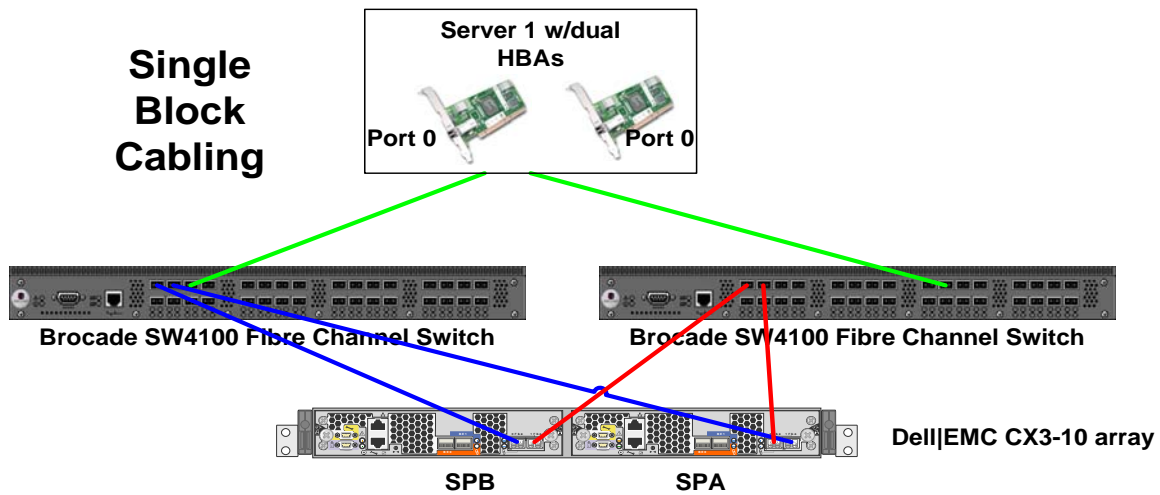 Single
Block
Cabling
Server 1 w/dual
HBAs
Port 0
Port 0
Brocade SW4100 Fibre Channel Switch
Brocade SW4100 Fibre Channel Switch
Dell|EMC CX3-10 array
SPB
SPA